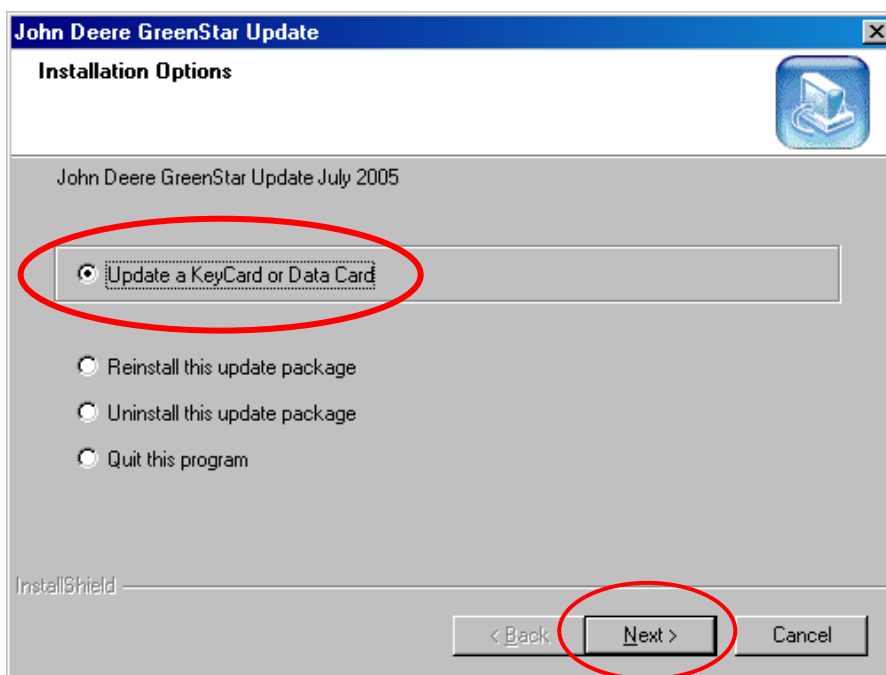 John Deere GreenStar Update
Installation Options
John Deere GreenStar Update July 2005
Update a KeyCard or Data Card
Reinstall this update package
Uninstall this update package
Quit this program
InstallShield
< Back
Next >
Cancel